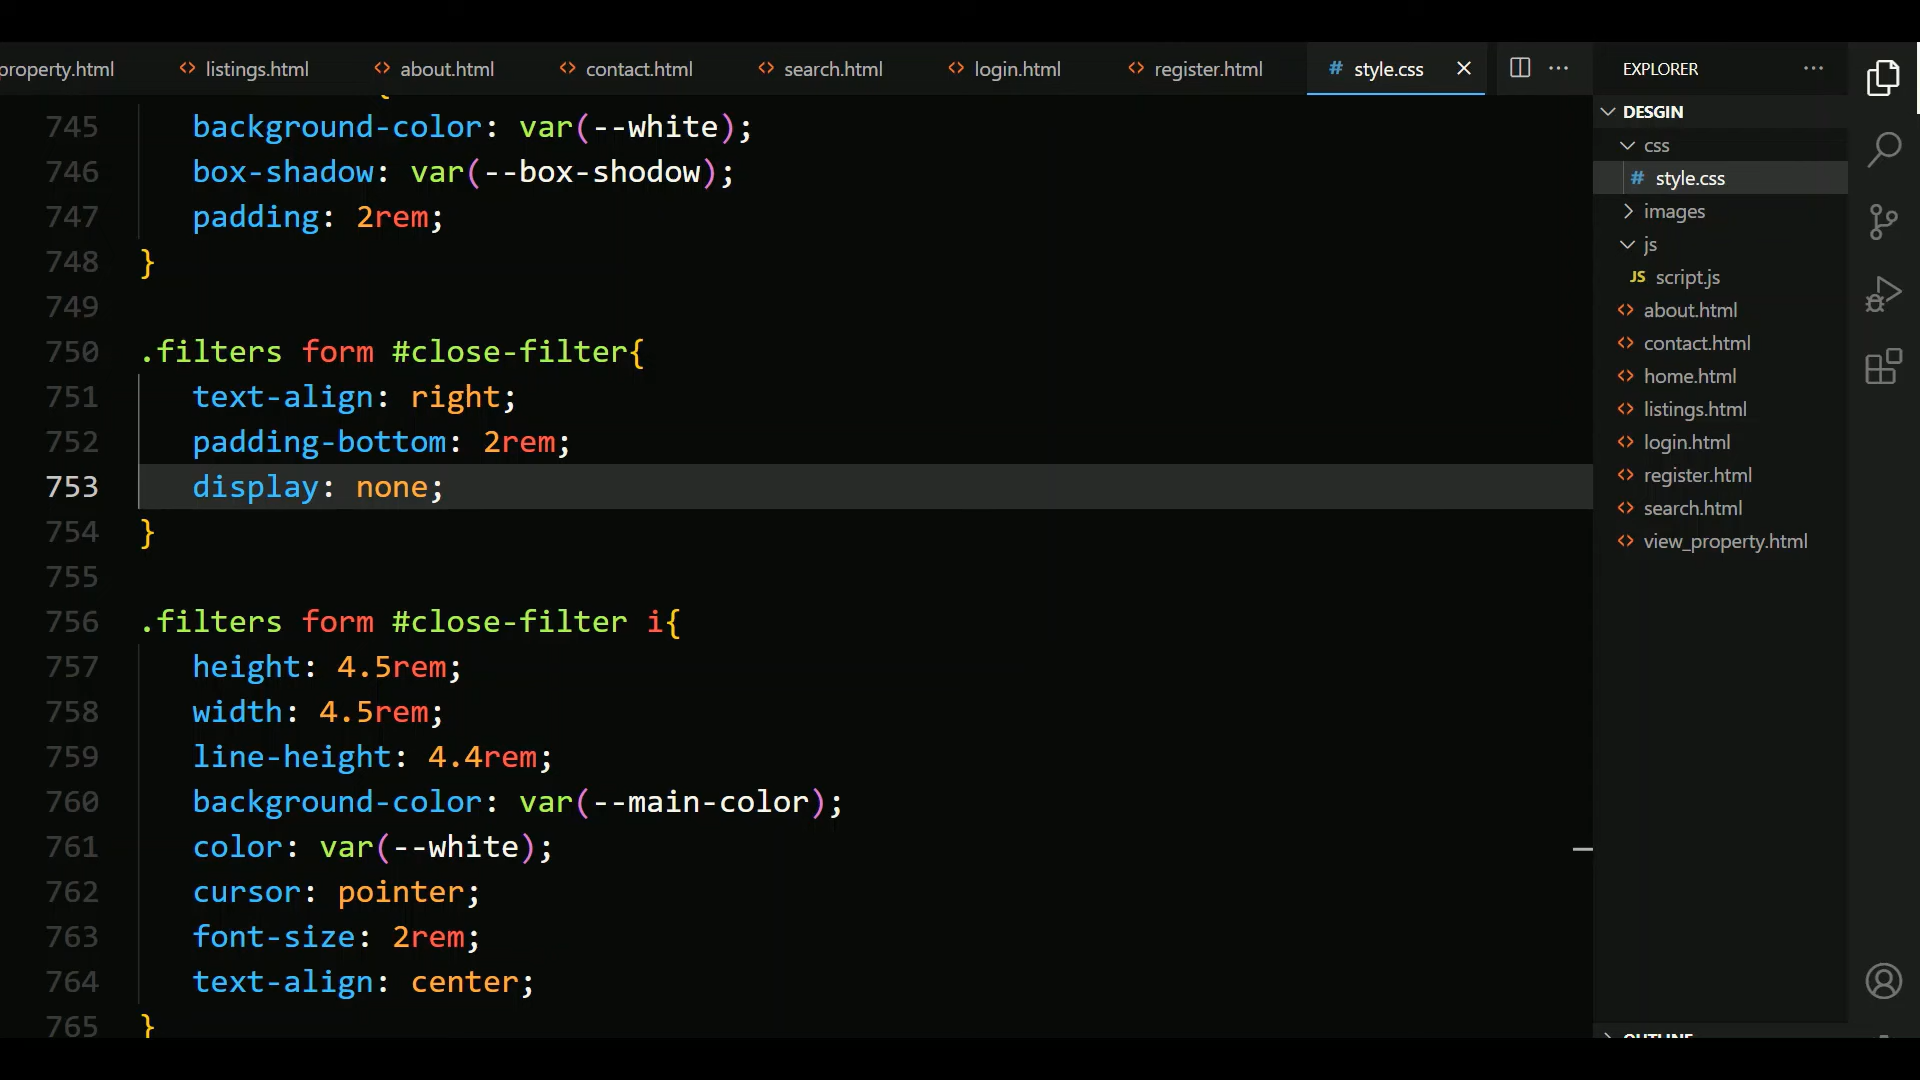 property.html listings.html about.html contact.html search.html login.html register.html # style.css
745 background-color: var(--white);
746 box-shadow: var(--box-shodow);
747 padding: 2rem;
748 }
749
750 .filters form #close-filter{
751 text-align: right;
752 padding-bottom: 2rem;
753 display: none;
754 }
755
756 .filters form #close-filter i{
757 height: 4.5rem;
758 width: 4.5rem;
759 line-height: 4.4rem;
760 background-color: var(--main-color);
761 color: var(--white);
762 cursor: pointer;
763 font-size: 2rem;
764 text-align: center;
765 }
EXPLORER
DESGIN
css
# style.css
images
js
JS script.js
about.html
contact.html
home.html
listings.html
login.html
register.html
search.html
view_property.html
OUTLINE